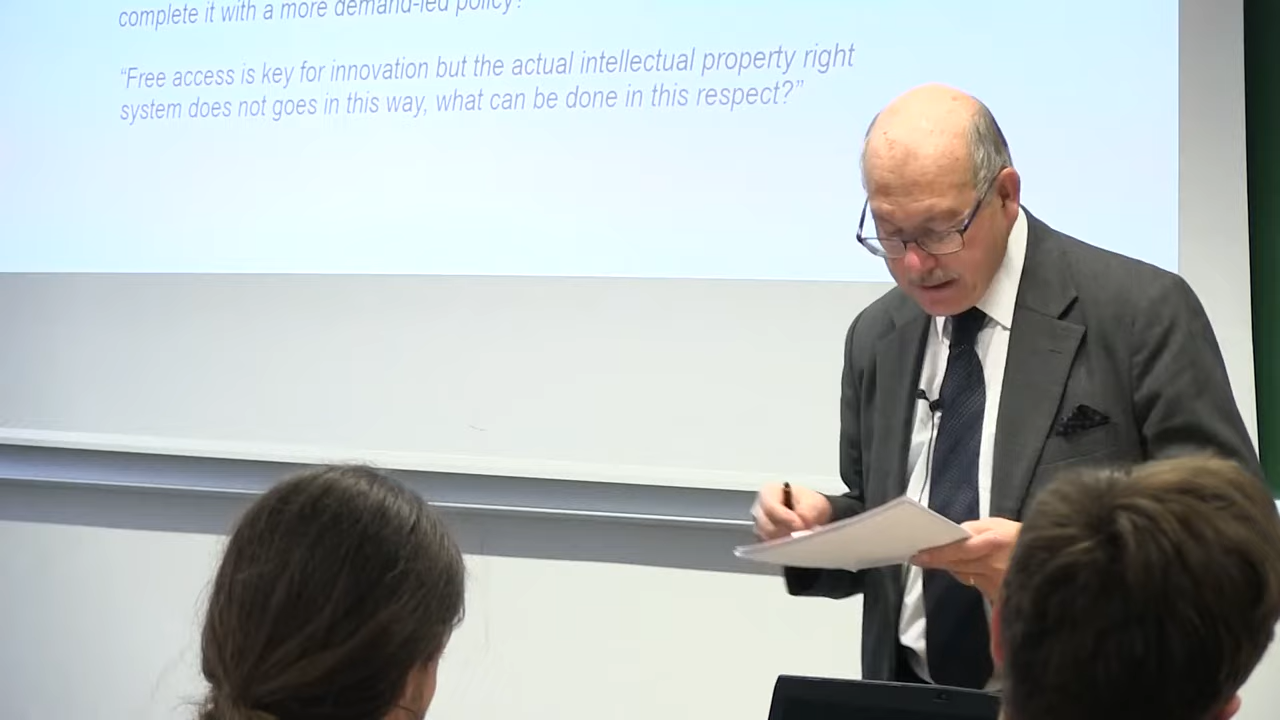 complete it with a more demand-led policy?
“Free access is key for innovation but the actual intellectual property right
system does not goes in this way, what can be done in this respect?”